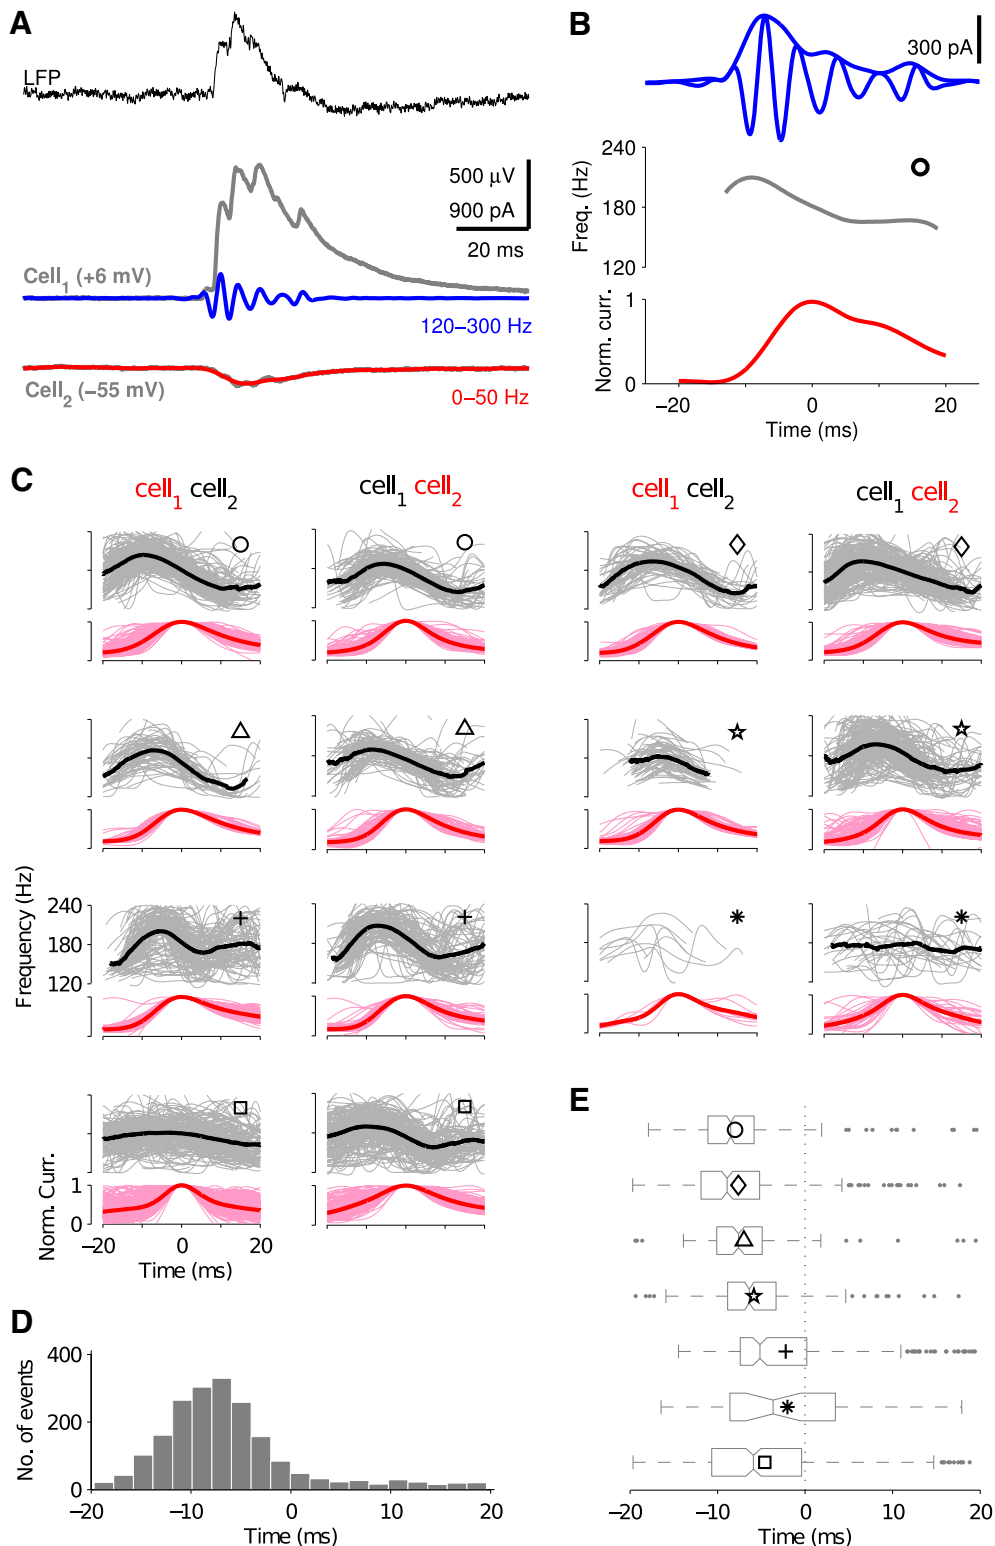 A
LFP
500 μV
900 pA
20 ms
Cell1 (+6 mV)
120–300 Hz
Cell2 (−55 mV)
0–50 Hz
B
300 pA
240
180
120
Freq. (Hz)
1
0
Norm. curr.
−20
0
20
Time (ms)
C
cell1 cell2
cell1 cell2
cell1 cell2
cell1 cell2
240
180
120
Frequency (Hz)
1
0
Norm. Curr.
−20
0
20
Time (ms)
D
400
200
0
No. of events
−20
−10
0
10
20
Time (ms)
E
−20
−10
0
10
20
Time (ms)